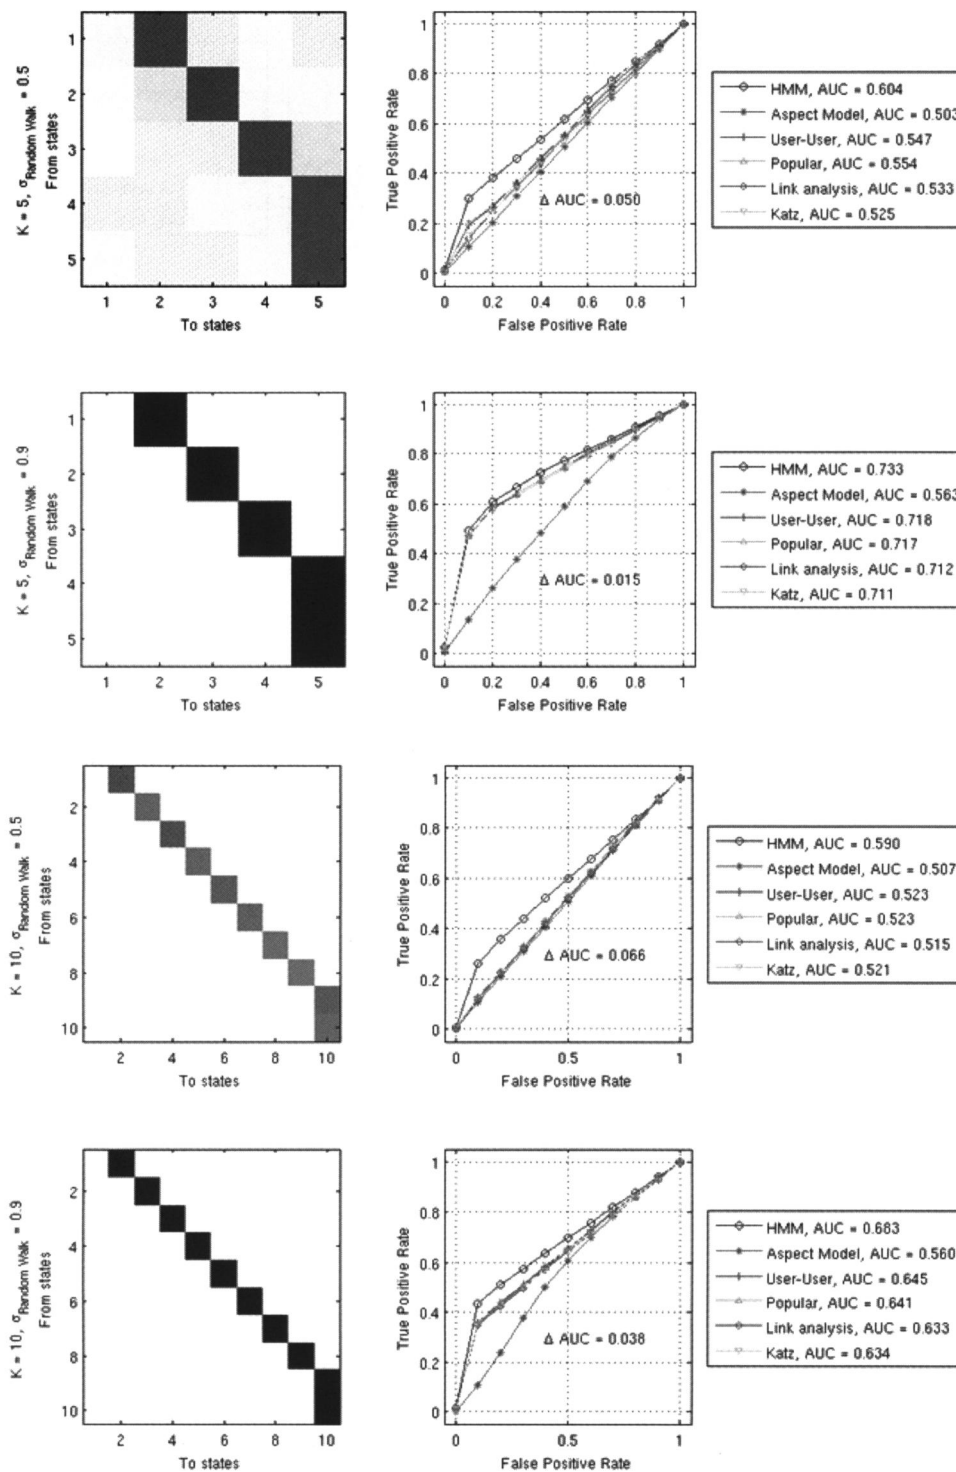 K = 5, σRandom Walk = 0.5
From states
1
2
3
4
5
1 2 3 4 5
To states
True Positive Rate
1
0.8
0.6
0.4
0.2
0
Δ AUC = 0.050
0 0.2 0.4 0.6 0.8 1
False Positive Rate
HMM, AUC = 0.604
Aspect Model, AUC = 0.503
User-User, AUC = 0.547
Popular, AUC = 0.554
Link analysis, AUC = 0.533
Katz, AUC = 0.525
K = 5, σRandom Walk = 0.9
From states
1
2
3
4
5
1 2 3 4 5
To states
True Positive Rate
1
0.8
0.6
0.4
0.2
0
Δ AUC = 0.015
0 0.2 0.4 0.6 0.8 1
False Positive Rate
HMM, AUC = 0.733
Aspect Model, AUC = 0.563
User-User, AUC = 0.718
Popular, AUC = 0.717
Link analysis, AUC = 0.712
Katz, AUC = 0.711
K = 10, σRandom Walk = 0.5
From states
2
4
6
8
10
2 4 6 8 10
To states
True Positive Rate
1
0.8
0.6
0.4
0.2
0
Δ AUC = 0.066
0 0.5 1
False Positive Rate
HMM, AUC = 0.590
Aspect Model, AUC = 0.507
User-User, AUC = 0.523
Popular, AUC = 0.523
Link analysis, AUC = 0.515
Katz, AUC = 0.521
K = 10, σRandom Walk = 0.9
From states
2
4
6
8
10
2 4 6 8 10
To states
True Positive Rate
1
0.8
0.6
0.4
0.2
0
Δ AUC = 0.038
0 0.5 1
False Positive Rate
HMM, AUC = 0.683
Aspect Model, AUC = 0.560
User-User, AUC = 0.645
Popular, AUC = 0.641
Link analysis, AUC = 0.633
Katz, AUC = 0.634